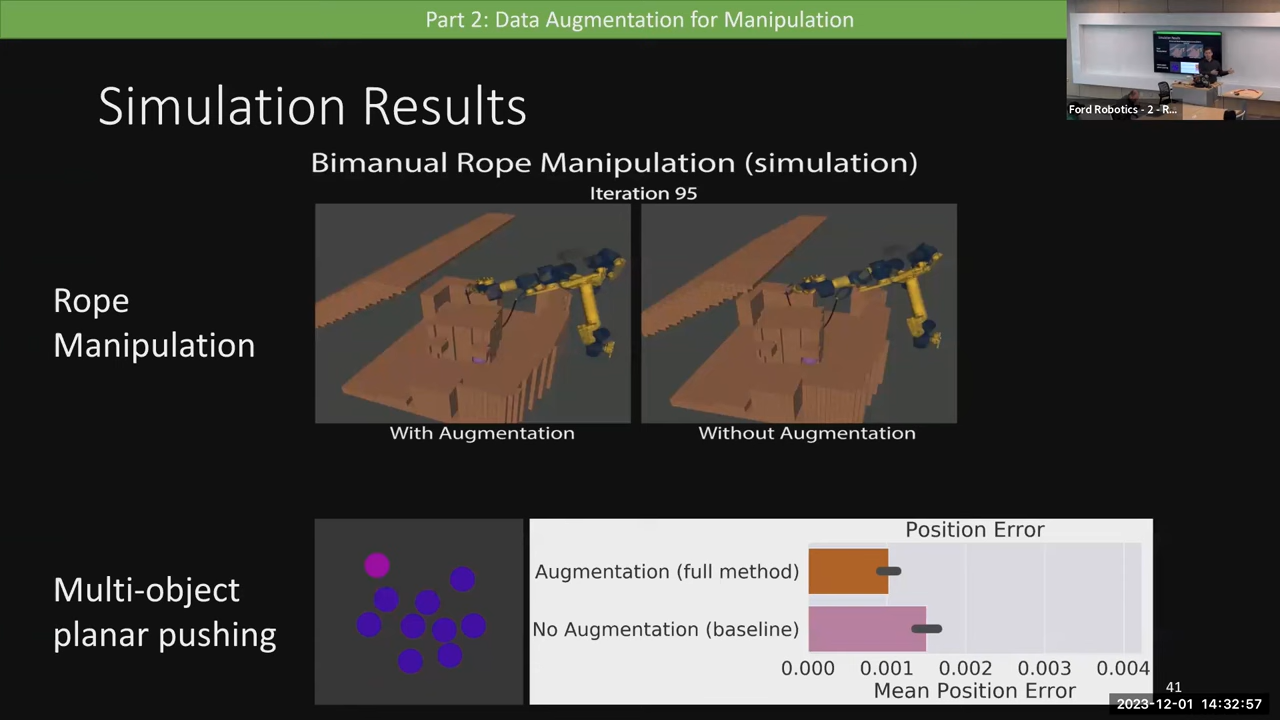 Part 2: Data Augmentation for Manipulation
Ford Robotics - 2 - R...
Simulation Results
Bimanual Rope Manipulation (simulation)
Iteration 95
Rope
Manipulation
With Augmentation
Without Augmentation
Multi-object
planar pushing
Position Error
Augmentation (full method)
No Augmentation (baseline)
0.000 0.001 0.002 0.003 0.004
Mean Position Error
41
2023-12-01 14:32:57